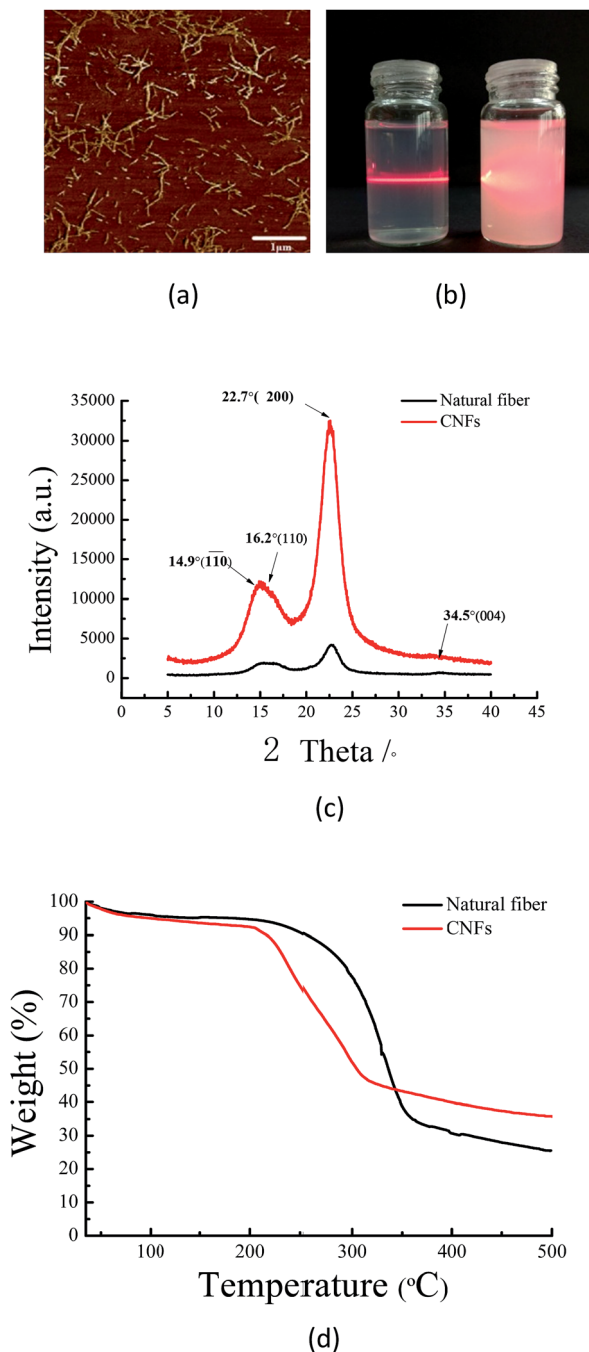 1μm
(a)
(b)
35000
30000
25000
20000
15000
10000
5000
0
Intensity (a.u.)
22.7°( 200)
14.9°(1̅1̅0)
16.2°(110)
34.5°(004)
Natural fiber
CNFs
0 5 10 15 20 25 30 35 40 45
2 Theta /°
(c)
100
90
80
70
60
50
40
30
20
10
0
Weight (%)
Natural fiber
CNFs
100 200 300 400 500
Temperature (°C)
(d)